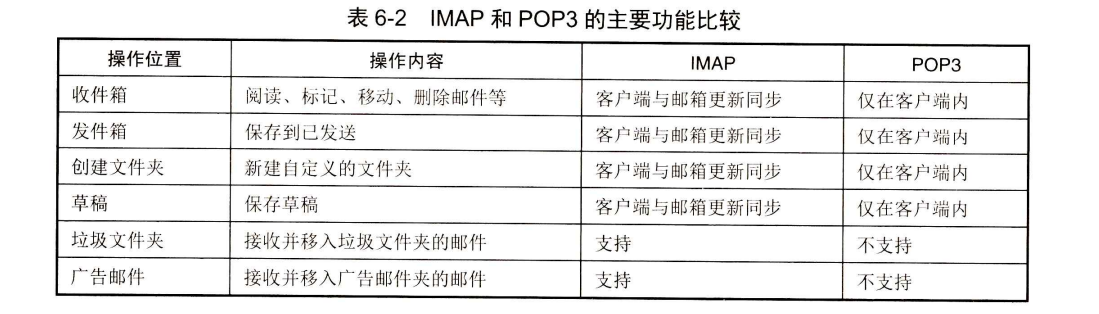 表 6-2 IMAP 和 POP3 的主要功能比较
操作位置 操作内容 IMAP POP3
收件箱 阅读、标记、移动、删除邮件等 客户端与邮箱更新同步 仅在客户端内
发件箱 保存到已发送 客户端与邮箱更新同步 仅在客户端内
创建文件夹 新建自定义的文件夹 客户端与邮箱更新同步 仅在客户端内
草稿 保存草稿 客户端与邮箱更新同步 仅在客户端内
垃圾文件夹 接收并移入垃圾文件夹的邮件 支持 不支持
广告邮件 接收并移入广告邮件夹的邮件 支持 不支持